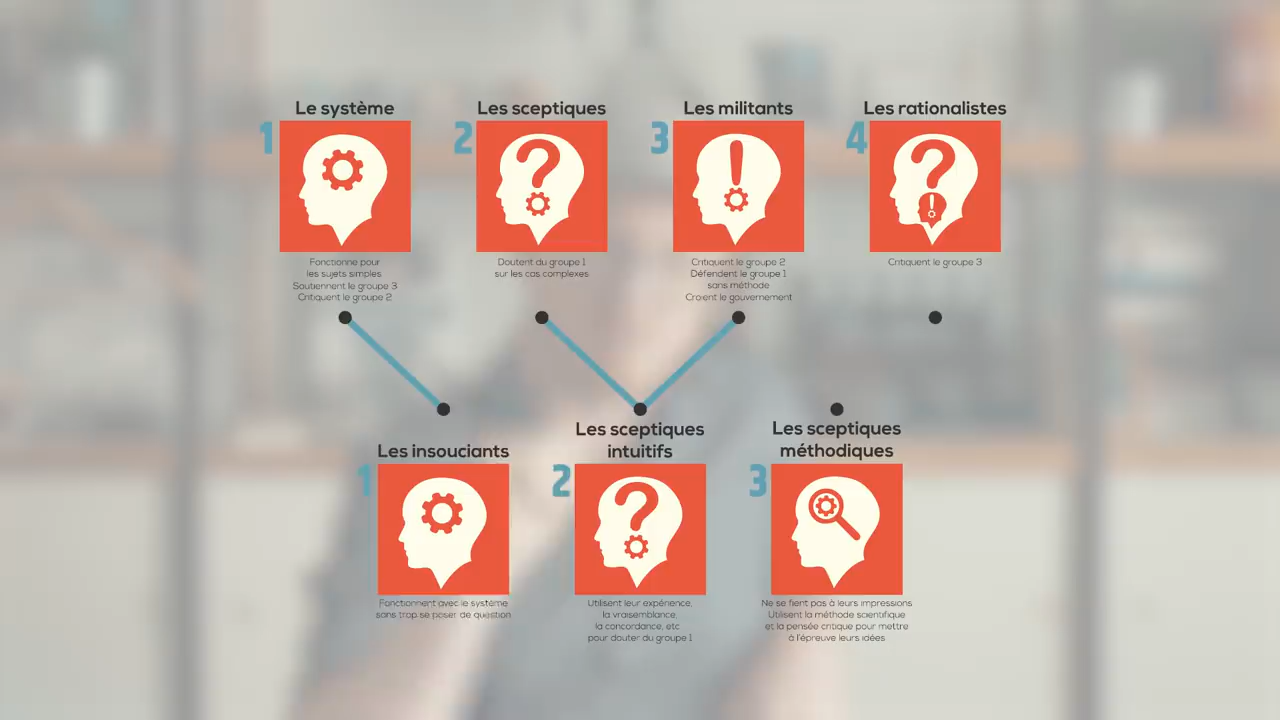 Le système
Les sceptiques
Les militants
Les rationalistes
1
2
3
4
Fonctionne pour
les sujets simples
Soutiennent le groupe 3
Critiquent le groupe 2
Doutent du groupe 1
sur les cas complexes
Critiquent le groupe 2
Défendent le groupe 1
sans méthode
Croient le gouvernement
Critiquent le groupe 3
Les insouciants
Les sceptiques
intuitifs
Les sceptiques
méthodiques
1
2
3
Fonctionnent avec le système
sans trop se poser de question
Utilisent leur expérience,
la vraisemblance,
la concordance, etc
pour douter du groupe 1
Ne se fient pas à leurs impressions
Utilisent la méthode scientifique
et la pensée critique pour mettre
à l'épreuve leurs idées